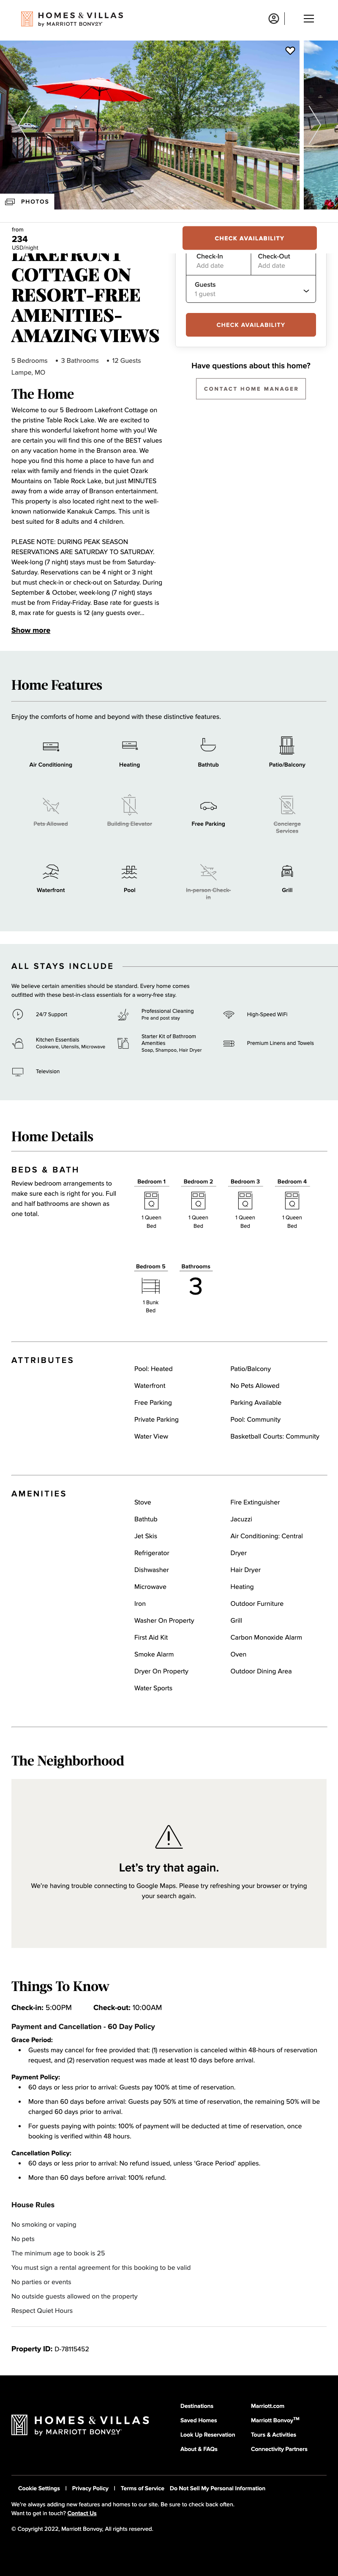 HOMES & VILLAS
by MARRIOTT BONVOY
PHOTOS
from
234
USD/night
CHECK AVAILABILITY
LAKEFRONT
COTTAGE ON
RESORT-FREE
AMENITIES-
AMAZING VIEWS
5 Bedrooms • 3 Bathrooms • 12 Guests
Lampe, MO
Check-In
Add date
Check-Out
Add date
Guests
1 guest
CHECK AVAILABILITY
Have questions about this home?
CONTACT HOME MANAGER
The Home
Welcome to our 5 Bedroom Lakefront Cottage on
the pristine Table Rock Lake. We are excited to
share this wonderful lakefront home with you! We
are certain you will find this one of the BEST values
on any vacation home in the Branson area. We
hope you find this home a place to have fun and
relax with family and friends in the quiet Ozark
Mountains on Table Rock Lake, but just MINUTES
away from a wide array of Branson entertainment.
This property is also located right next to the well-
known nationwide Kanakuk Camps. This unit is
best suited for 8 adults and 4 children.
PLEASE NOTE: DURING PEAK SEASON
RESERVATIONS ARE SATURDAY TO SATURDAY.
Week-long (7 night) stays must be from Saturday-
Saturday. Reservations can be 4 night or 3 night
but must check-in or check-out on Saturday. During
September & October, week-long (7 night) stays
must be from Friday-Friday. Base rate for guests is
8, max rate for guests is 12 (any guests over...
Show more
Home Features
Enjoy the comforts of home and beyond with these distinctive features.
Air Conditioning
Heating
Bathtub
Patio/Balcony
Pets Allowed
Building Elevator
Free Parking
Concierge
Services
Waterfront
Pool
In-person Check-
in
Grill
ALL STAYS INCLUDE
We believe certain amenities should be standard. Every home comes
outfitted with these best-in-class essentials for a worry-free stay.
24/7 Support
Professional Cleaning
Pre and post stay
High-Speed WiFi
Kitchen Essentials
Cookware, Utensils, Microwave
Starter Kit of Bathroom
Amenities
Soap, Shampoo, Hair Dryer
Premium Linens and Towels
Television
Home Details
BEDS & BATH
Review bedroom arrangements to
make sure each is right for you. Full
and half bathrooms are shown as
one total.
Bedroom 1
1 Queen
Bed
Bedroom 2
1 Queen
Bed
Bedroom 3
1 Queen
Bed
Bedroom 4
1 Queen
Bed
Bedroom 5
1 Bunk
Bed
Bathrooms
3
ATTRIBUTES
Pool: Heated
Patio/Balcony
Waterfront
No Pets Allowed
Free Parking
Parking Available
Private Parking
Pool: Community
Water View
Basketball Courts: Community
AMENITIES
Stove
Fire Extinguisher
Bathtub
Jacuzzi
Jet Skis
Air Conditioning: Central
Refrigerator
Dryer
Dishwasher
Hair Dryer
Microwave
Heating
Iron
Outdoor Furniture
Washer On Property
Grill
First Aid Kit
Carbon Monoxide Alarm
Smoke Alarm
Oven
Dryer On Property
Outdoor Dining Area
Water Sports
The Neighborhood
Let's try that again.
We're having trouble connecting to Google Maps. Please try refreshing your browser or trying
your search again.
Things To Know
Check-in: 5:00PM Check-out: 10:00AM
Payment and Cancellation - 60 Day Policy
Grace Period:
• Guests may cancel for free provided that: (1) reservation is canceled within 48-hours of reservation
request, and (2) reservation request was made at least 10 days before arrival.
Payment Policy:
• 60 days or less prior to arrival: Guests pay 100% at time of reservation.
• More than 60 days before arrival: Guests pay 50% at time of reservation, the remaining 50% will be
charged 60 days prior to arrival.
• For guests paying with points: 100% of payment will be deducted at time of reservation, once
booking is verified within 48 hours.
Cancellation Policy:
• 60 days or less prior to arrival: No refund issued, unless 'Grace Period' applies.
• More than 60 days before arrival: 100% refund.
House Rules
No smoking or vaping
No pets
The minimum age to book is 25
You must sign a rental agreement for this booking to be valid
No parties or events
No outside guests allowed on the property
Respect Quiet Hours
Property ID: D-78115452
HOMES & VILLAS
by MARRIOTT BONVOY
Destinations
Saved Homes
Look Up Reservation
About & FAQs
Marriott.com
Marriott Bonvoy™
Tours & Activities
Connectivity Partners
Cookie Settings | Privacy Policy | Terms of Service Do Not Sell My Personal Information
We're always adding new features and homes to our site. Be sure to check back often.
Want to get in touch? Contact Us
© Copyright 2022, Marriott Bonvoy, All rights reserved.